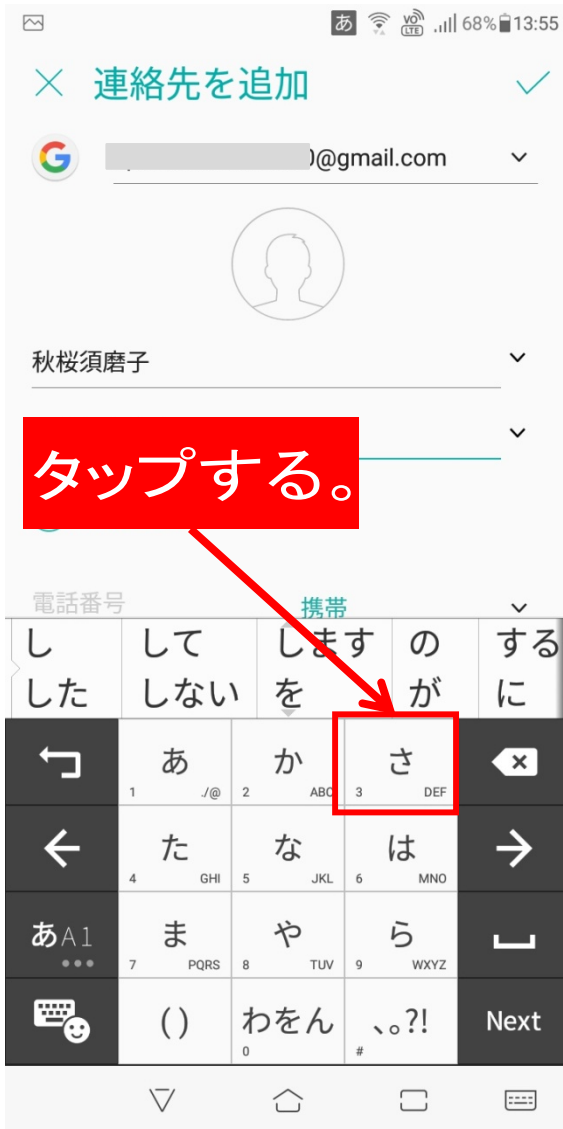 あ VO LTE 68% 13:55
連絡先を追加
G )@gmail.com
秋桜須磨子
タップする。
電話番号 携帯
し して します の する
した しない を が に
あ か さ
1 ./@ 2 ABC 3 DEF
た な は
4 GHI 5 JKL 6 MNO
あA1 ま や ら
7 PQRS 8 TUV 9 WXYZ
() わをん 、。?! Next
0 #